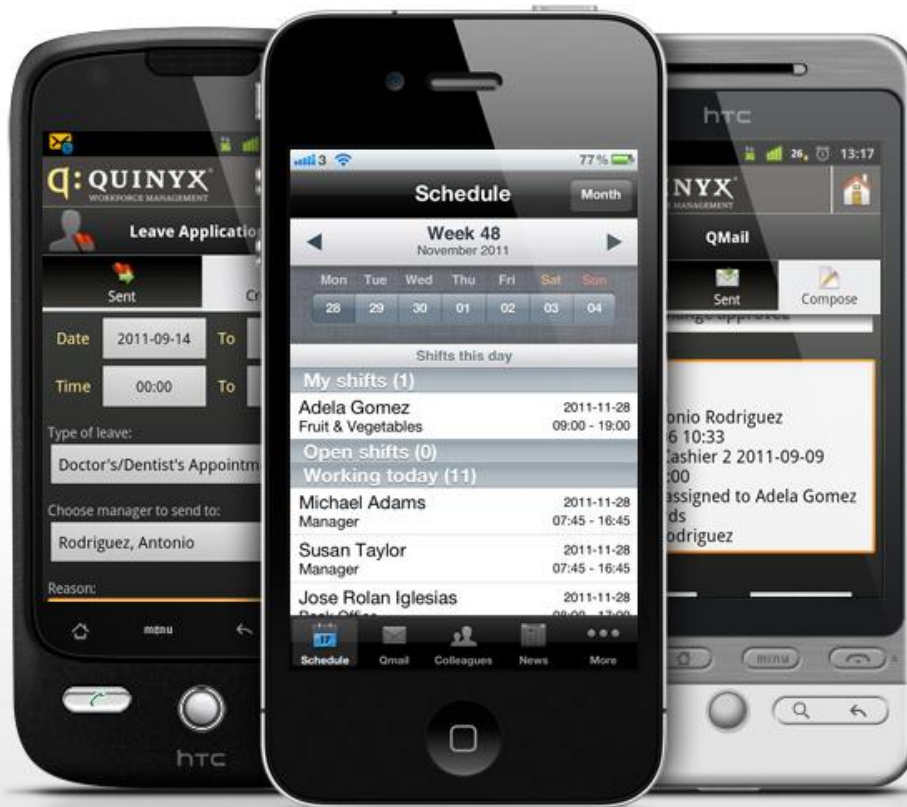 QUINYX
WORKFORCE MANAGEMENT
Leave Application
Sent
Date 2011-09-14 To
Time 00:00 To
Type of leave:
Doctor's/Dentist's Appointm
Choose manager to send to:
Rodriguez, Antonio
Reason:
menu
htc
3 77%
Schedule Month
Week 48
November 2011
Mon Tue Wed Thu Fri Sat Sun
28 29 30 01 02 03 04
Shifts this day
My shifts (1)
Adela Gomez 2011-11-28
Fruit & Vegetables 09:00 - 19:00
Open shifts (0)
Working today (11)
Michael Adams 2011-11-28
Manager 07:45 - 16:45
Susan Taylor 2011-11-28
Manager 07:45 - 16:45
Jose Rolan Iglesias 2011-11-28
17
Schedule Qmail Colleagues News More
htc
26 13:17
NYX
MANAGEMENT
QMail
Sent Compose
onio Rodriguez
6 10:33
Cashier 2 2011-09-09
:00
assigned to Adela Gomez
ds
odriguez
menu